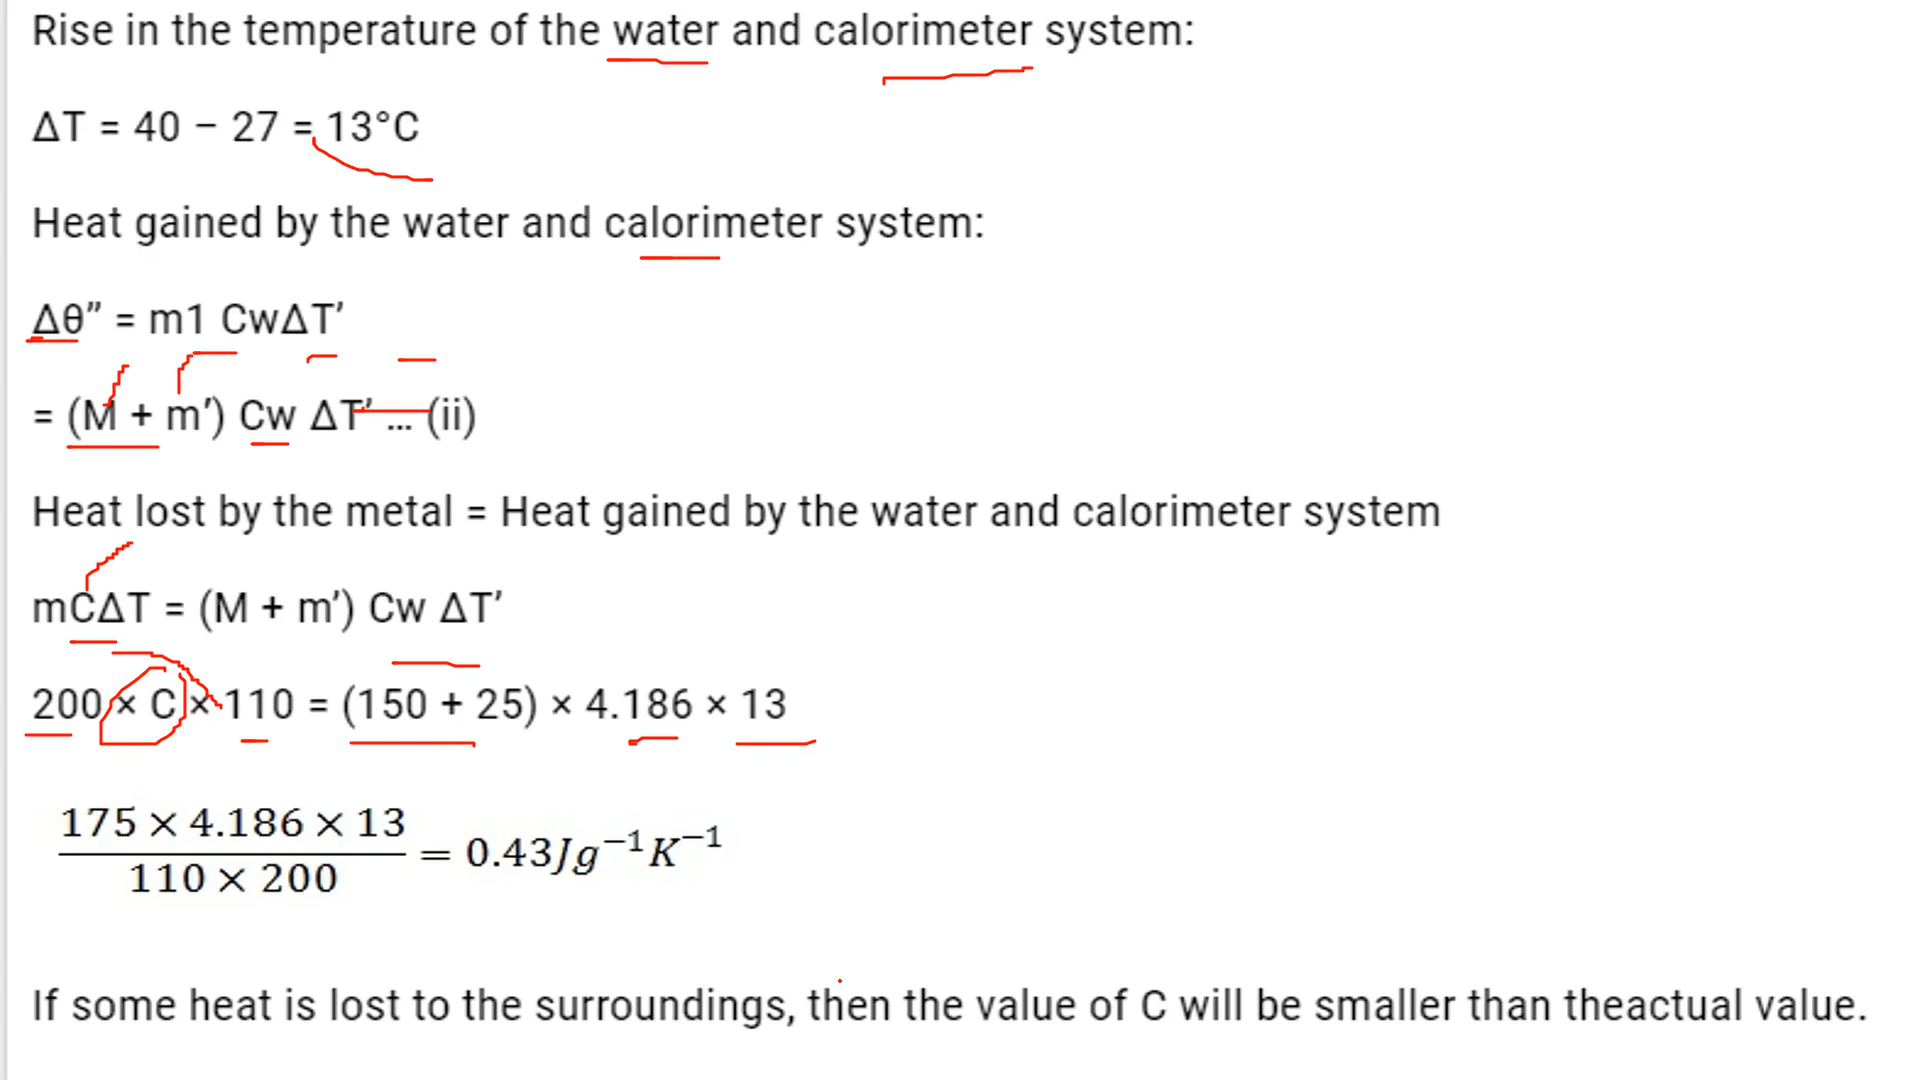 Rise in the temperature of the water and calorimeter system:
ΔT = 40 − 27 = 13°C
Heat gained by the water and calorimeter system:
Δθ” = m1 CwΔT’
= (M + m’) Cw ΔT’ ... (ii)
Heat lost by the metal = Heat gained by the water and calorimeter system
mCΔT = (M + m’) Cw ΔT’
200 × C × 110 = (150 + 25) × 4.186 × 13
175 × 4.186 × 13
110 × 200
= 0.43Jg⁻¹K⁻¹
If some heat is lost to the surroundings, then the value of C will be smaller than theactual value.